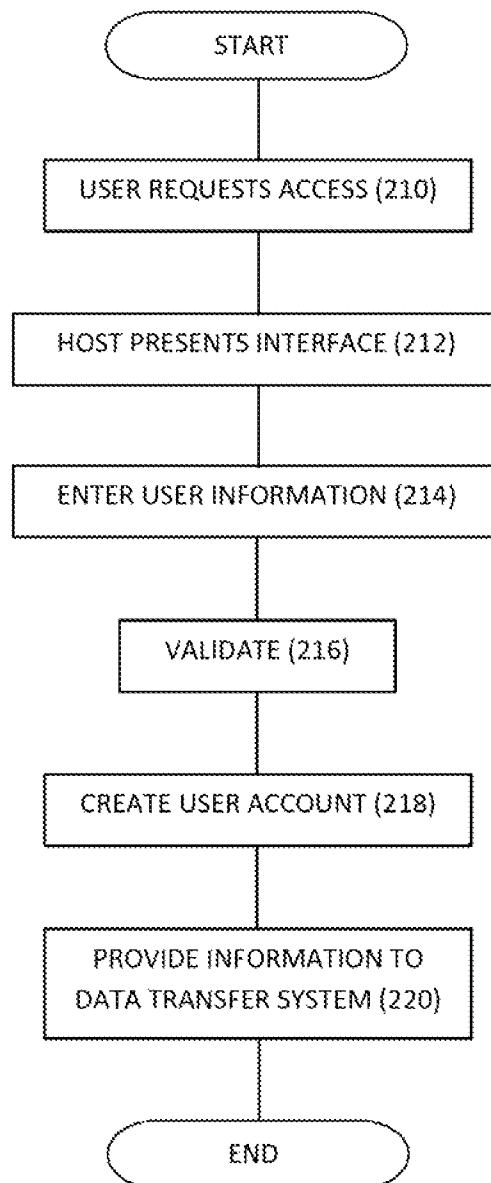 START
USER REQUESTS ACCESS (210)
HOST PRESENTS INTERFACE (212)
ENTER USER INFORMATION (214)
VALIDATE (216)
CREATE USER ACCOUNT (218)
PROVIDE INFORMATION TO
DATA TRANSFER SYSTEM (220)
END